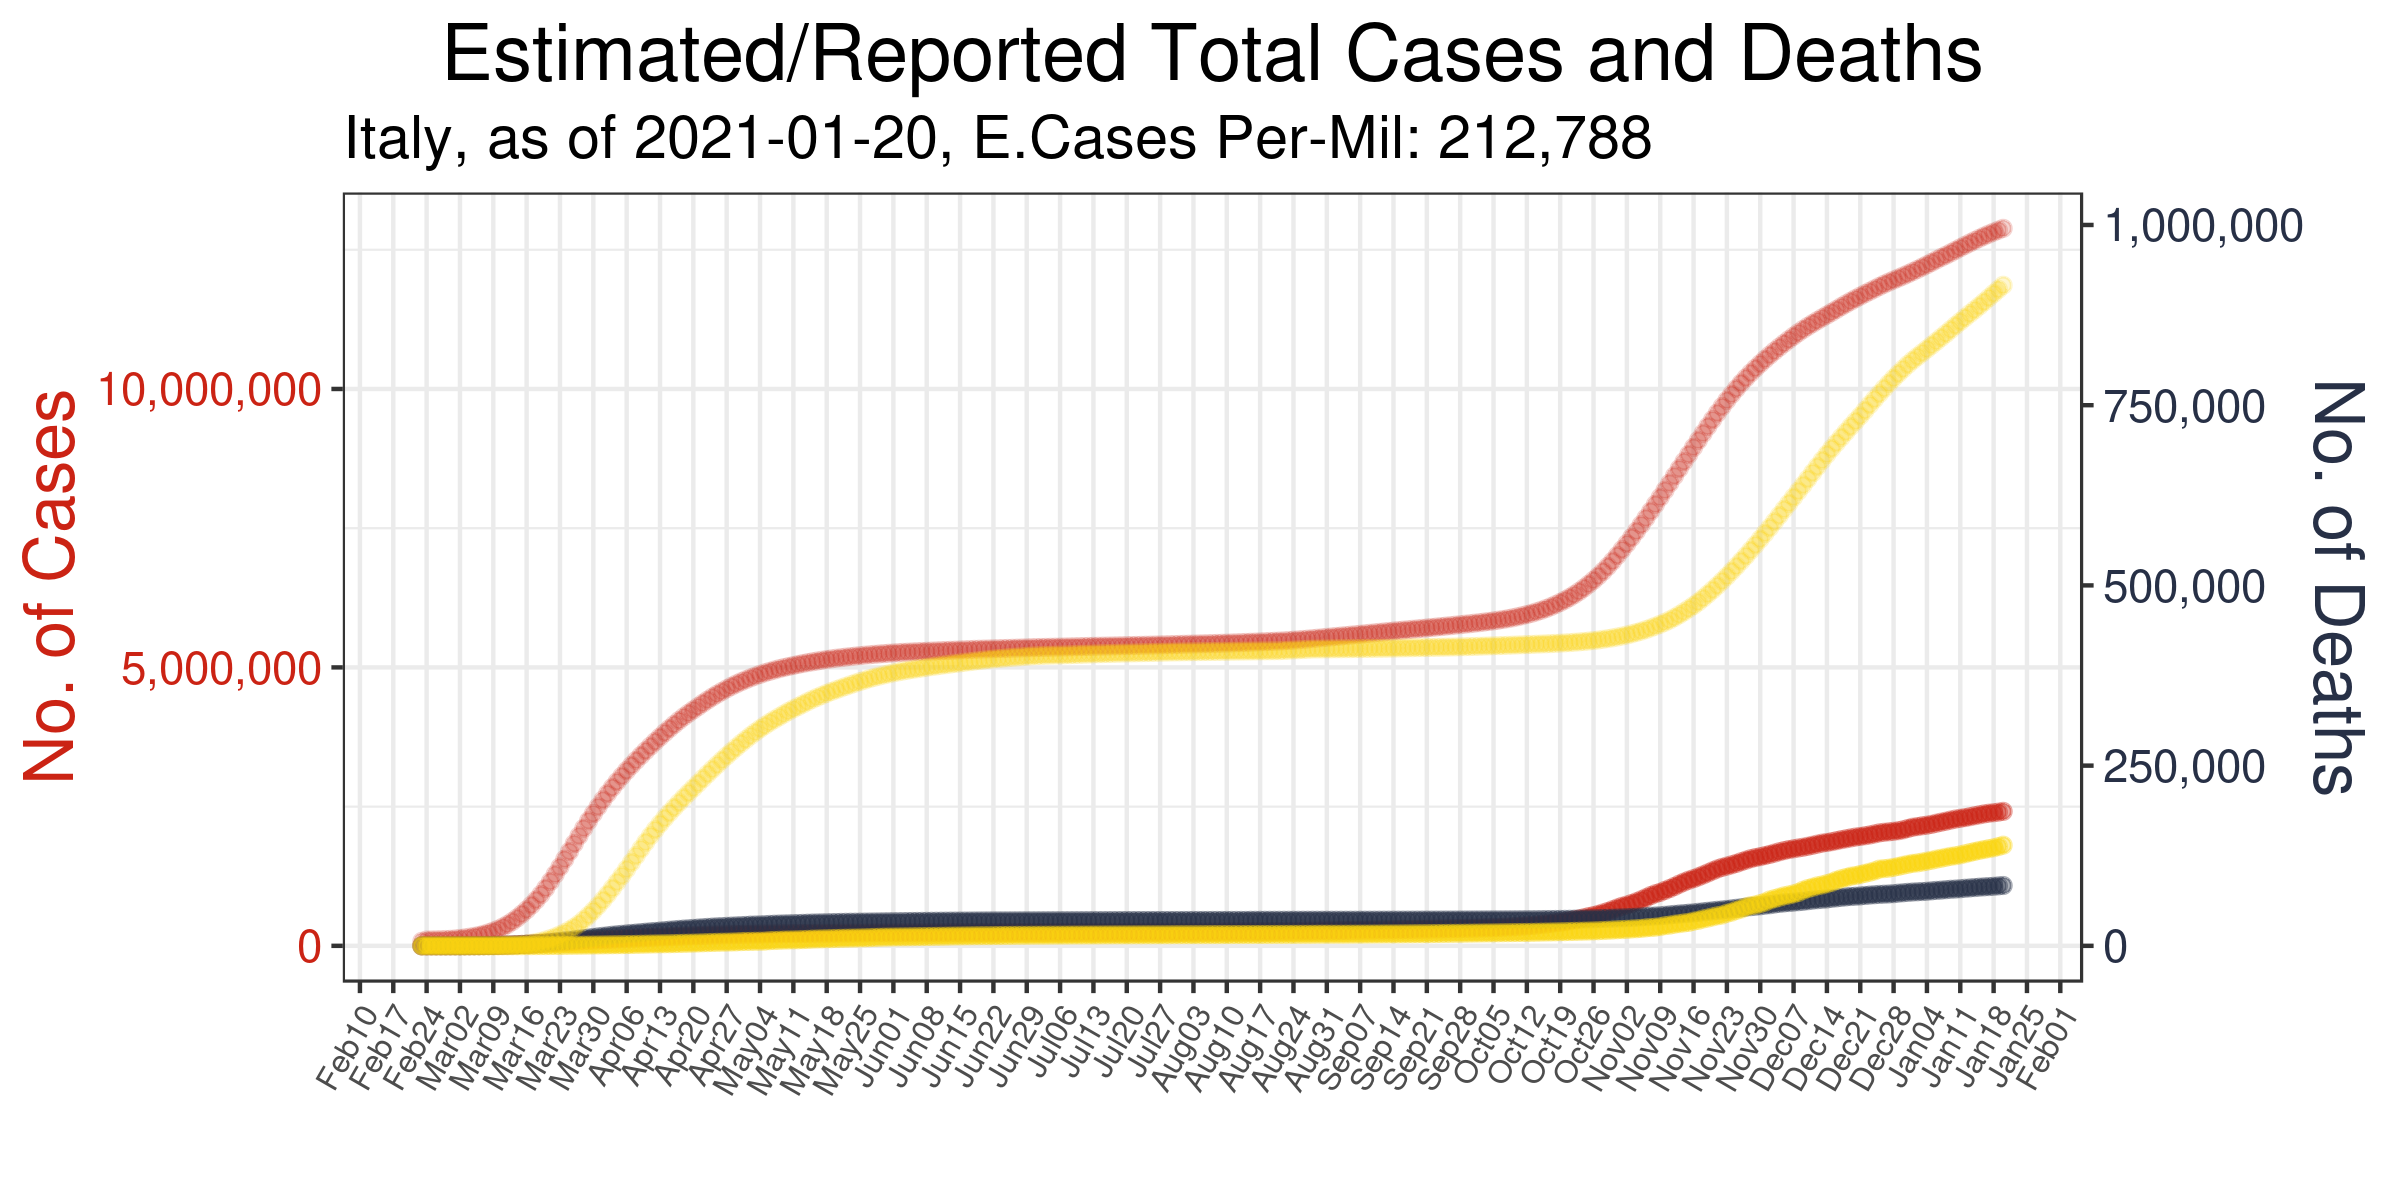 Estimated/Reported Total Cases and Deaths
Italy, as of 2021-01-20, E.Cases Per-Mil: 212,788
No. of Cases
10,000,000
5,000,000
0
1,000,000
750,000
500,000
250,000
0
No. of Deaths
Feb10
Feb17
Feb24
Mar02
Mar09
Mar16
Mar23
Mar30
Apr06
Apr13
Apr20
Apr27
May04
May11
May18
May25
Jun01
Jun08
Jun15
Jun22
Jun29
Jul06
Jul13
Jul20
Jul27
Aug03
Aug10
Aug17
Aug24
Aug31
Sep07
Sep14
Sep21
Sep28
Oct05
Oct12
Oct19
Oct26
Nov02
Nov09
Nov16
Nov23
Nov30
Dec07
Dec14
Dec21
Dec28
Jan04
Jan11
Jan18
Jan25
Feb01